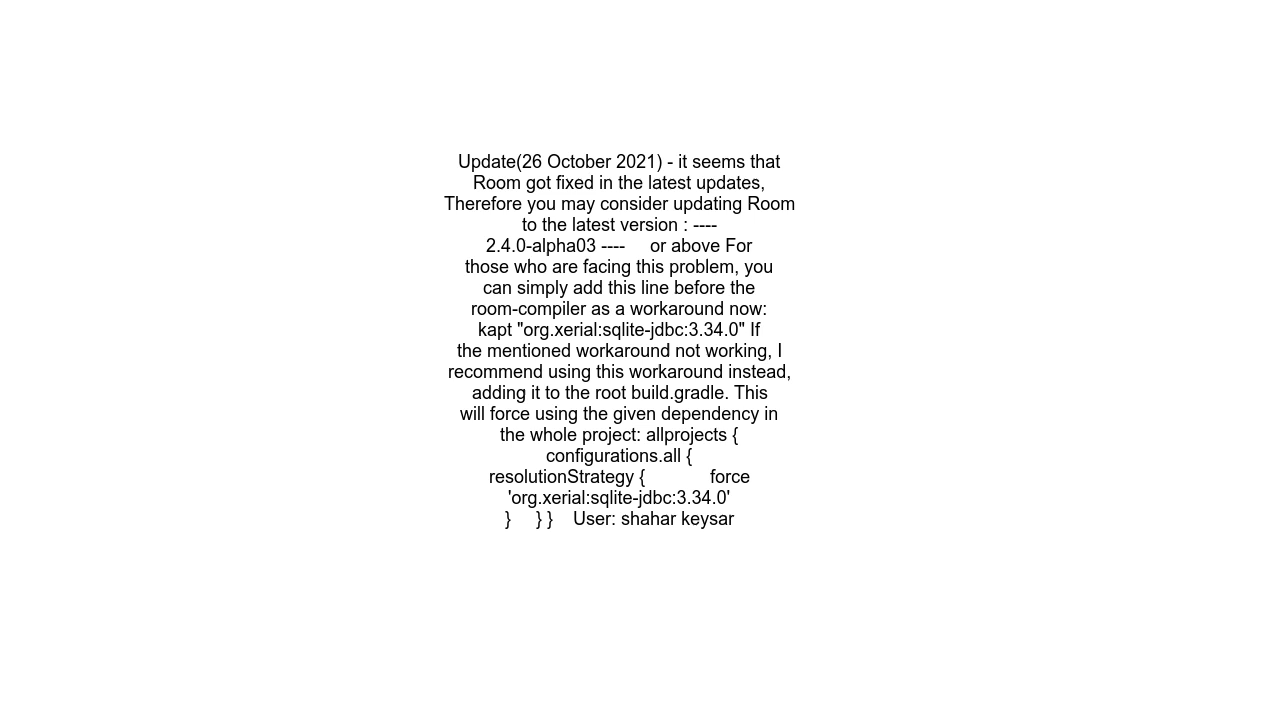 Update(26 October 2021) - it seems that
Room got fixed in the latest updates,
Therefore you may consider updating Room
to the latest version : ----
2.4.0-alpha03 ----     or above For
those who are facing this problem, you
can simply add this line before the
room-compiler as a workaround now:
kapt "org.xerial:sqlite-jdbc:3.34.0" If
the mentioned workaround not working, I
recommend using this workaround instead,
adding it to the root build.gradle. This
will force using the given dependency in
the whole project: allprojects {
configurations.all {
resolutionStrategy {             force
'org.xerial:sqlite-jdbc:3.34.0'
}     } }    User: shahar keysar